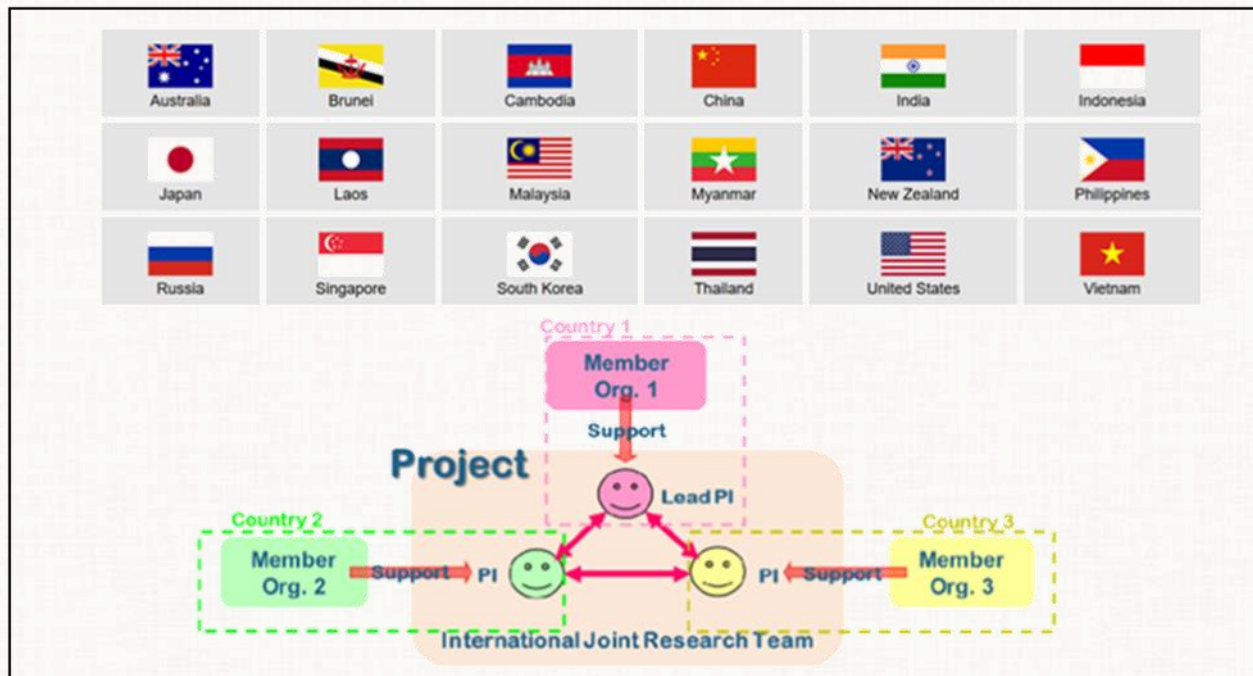 Australia
Brunei
Cambodia
China
India
Indonesia
Japan
Laos
Malaysia
Myanmar
New Zealand
Philippines
Russia
Singapore
South Korea
Thailand
United States
Vietnam
Country 1
Member
Org. 1
Support
Project
Lead PI
Country 2
Member
Org. 2
Support
PI
Country 3
PI
Support
Member
Org. 3
International Joint Research Team